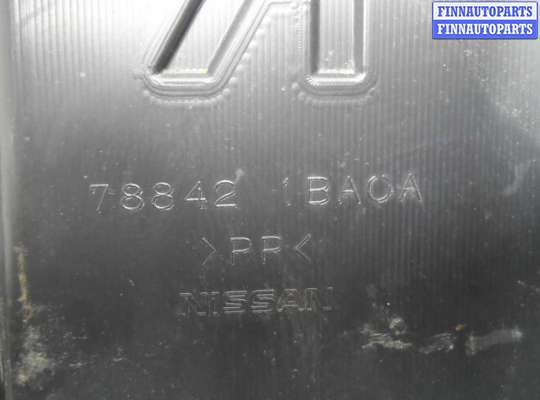 FINNAUTOPARTS
FINNAUTOPARTS
78842 1BA0A
>PP<
NISSAN